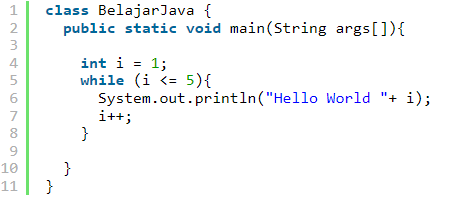 1 class BelajarJava {
2   public static void main(String args[]){
3
4     int i = 1;
5     while (i <= 5){
6       System.out.println("Hello World "+ i);
7       i++;
8     }
9
10   }
11 }